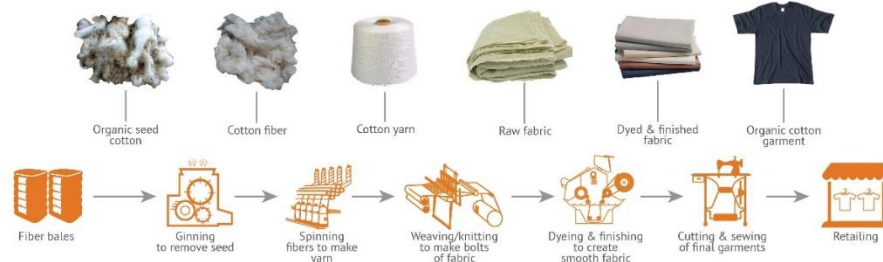 Organic seed
cotton
Cotton fiber
Cotton yarn
Raw fabric
Dyed & finished
fabric
Organic cotton
garment
Fiber bales
Ginning
to remove seed
Spinning
fibers to make
yarn
Weaving/knitting
to make bolts
of fabric
Dyeing & finishing
to create
smooth fabric
Cutting & sewing
of final garments
Retailing